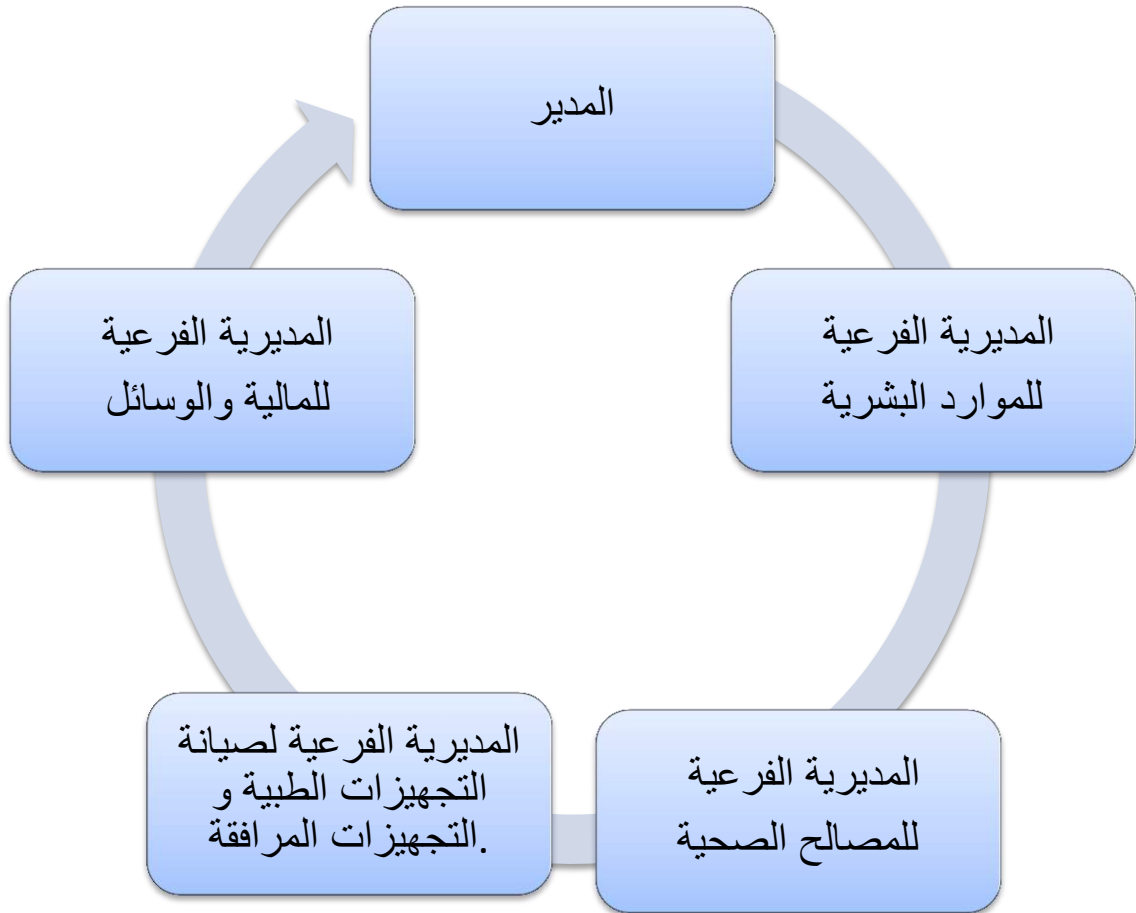 المدير
المديرية الفرعية
للموارد البشرية
المديرية الفرعية
للمصالح الصحية
المديرية الفرعية لصيانة
التجهيزات الطبية و
التجهيزات المرافقة.
المديرية الفرعية
للمالية والوسائل